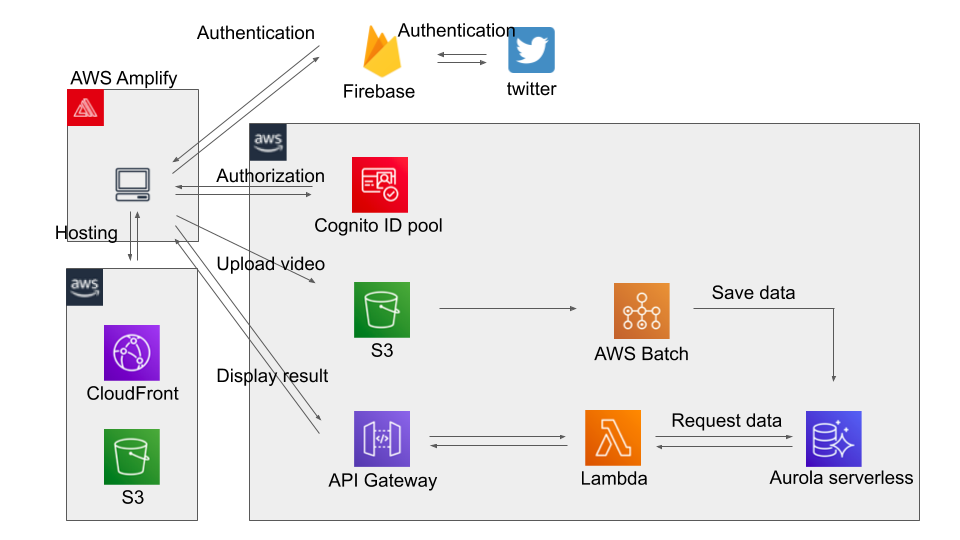 Authentication
Authentication
Firebase
twitter
AWS Amplify
aws
Authorization
Cognito ID pool
Hosting
aws
Upload video
Save data
S3
AWS Batch
CloudFront
Display result
Request data
S3
API Gateway
Lambda
Aurola serverless